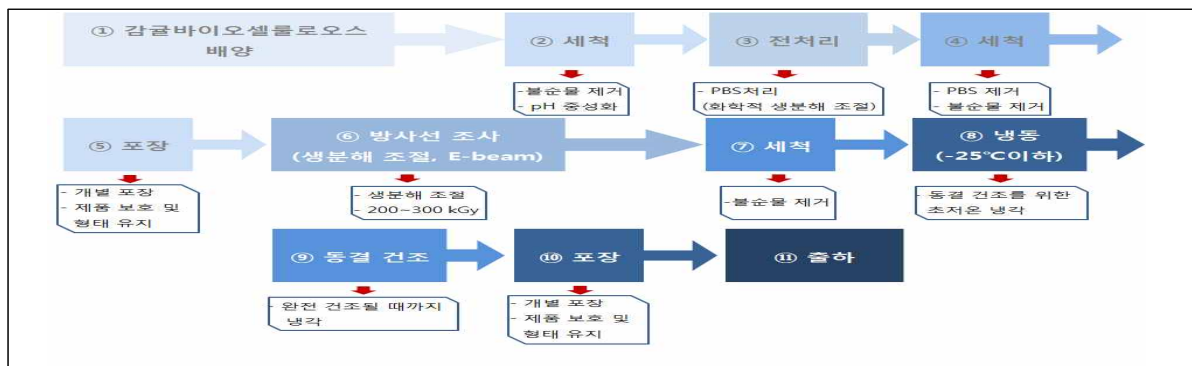 ① 감귤바이오셀룰로오스
배양
② 세척
③ 전처리
④ 세척
-불순물 제거
- pH 중성화
- PBS처리
(화학적 생분해 조절)
- PBS 제거
- 불순물 제거
⑤ 포장
⑥ 방사선 조사
(생분해 조절, E-beam)
⑦ 세척
⑧ 냉동
(-25℃이하)
- 개별 포장
- 제품 보호 및
형태 유지
- 생분해 조절
- 200~300 kGy
-불순물 제거
- 동결 건조를 위한
초저온 냉각
⑨ 동결 건조
⑩ 포장
⑪ 출하
- 완전 건조될 때까지
냉각
- 개별 포장
- 제품 보호 및
형태 유지